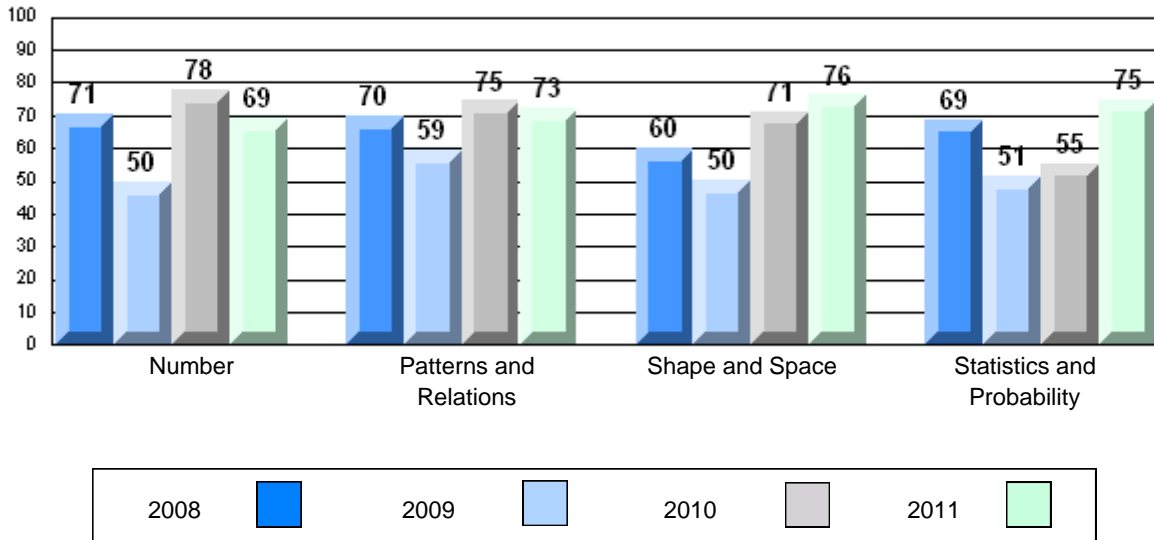 100
90
80
70
60
50
40
30
20
10
0
71 50 78 69
70 59 75 73
60 50 71 76
69 51 55 75
Number
Patterns and
Relations
Shape and Space
Statistics and
Probability
2008 2009 2010 2011